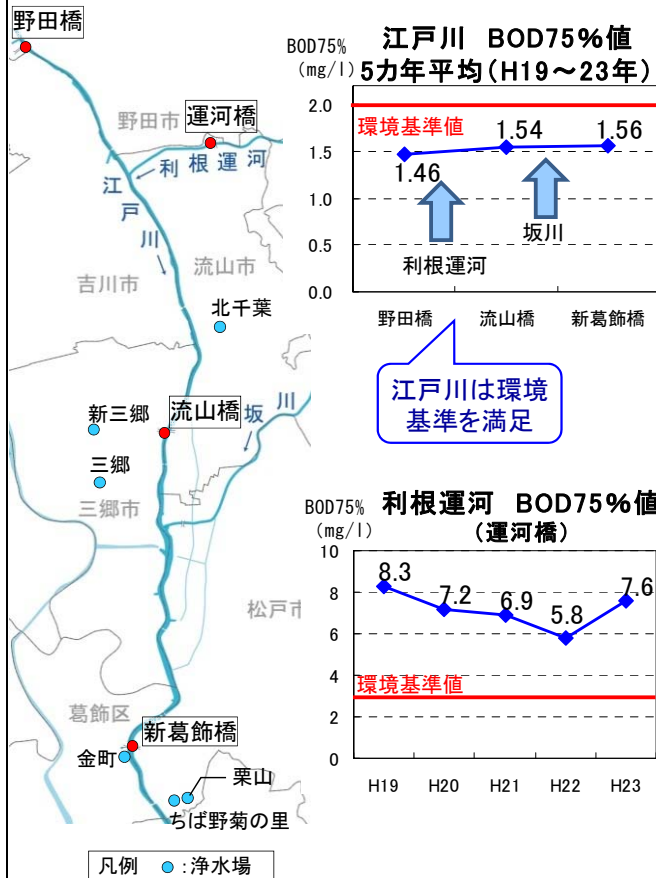 野田橋
野田市
運河橋
利根運河
江戸川
流山市
吉川市
北千葉
新三郷
流山橋
坂川
三郷
三郷市
松戸市
葛飾区
新葛飾橋
金町
栗山
ちば野菊の里
凡例 ●:浄水場
江戸川 BOD75%値
5カ年平均(H19~23年)
BOD75%
(mg/l)
2.0
環境基準値
1.5
1.46
1.54
1.56
1.0
0.5
0.0
利根運河
坂川
野田橋 流山橋 新葛飾橋
江戸川は環境
基準を満足
利根運河 BOD75%値
(運河橋)
BOD75%
(mg/l)
10
8
6
4
2
0
8.3
7.2
6.9
5.8
7.6
環境基準値
H19 H20 H21 H22 H23